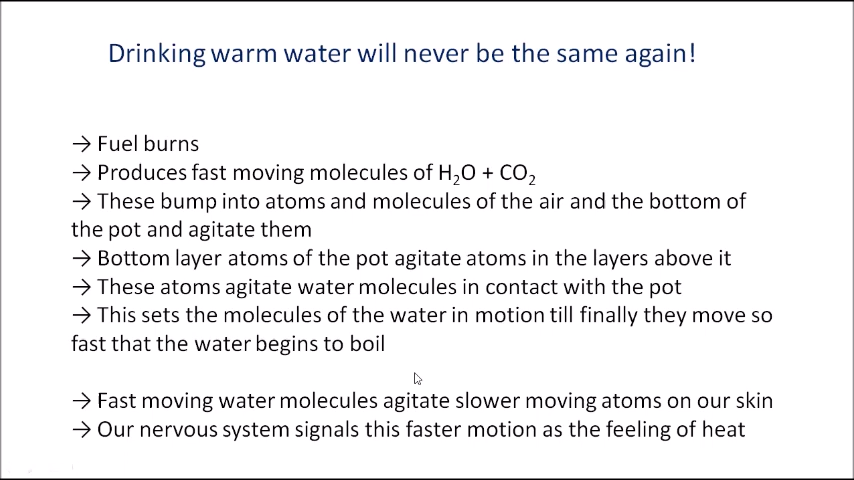 Drinking warm water will never be the same again!
→ Fuel burns
→ Produces fast moving molecules of H₂O + CO₂
→ These bump into atoms and molecules of the air and the bottom of
the pot and agitate them
→ Bottom layer atoms of the pot agitate atoms in the layers above it
→ These atoms agitate water molecules in contact with the pot
→ This sets the molecules of the water in motion till finally they move so
fast that the water begins to boil
→ Fast moving water molecules agitate slower moving atoms on our skin
→ Our nervous system signals this faster motion as the feeling of heat